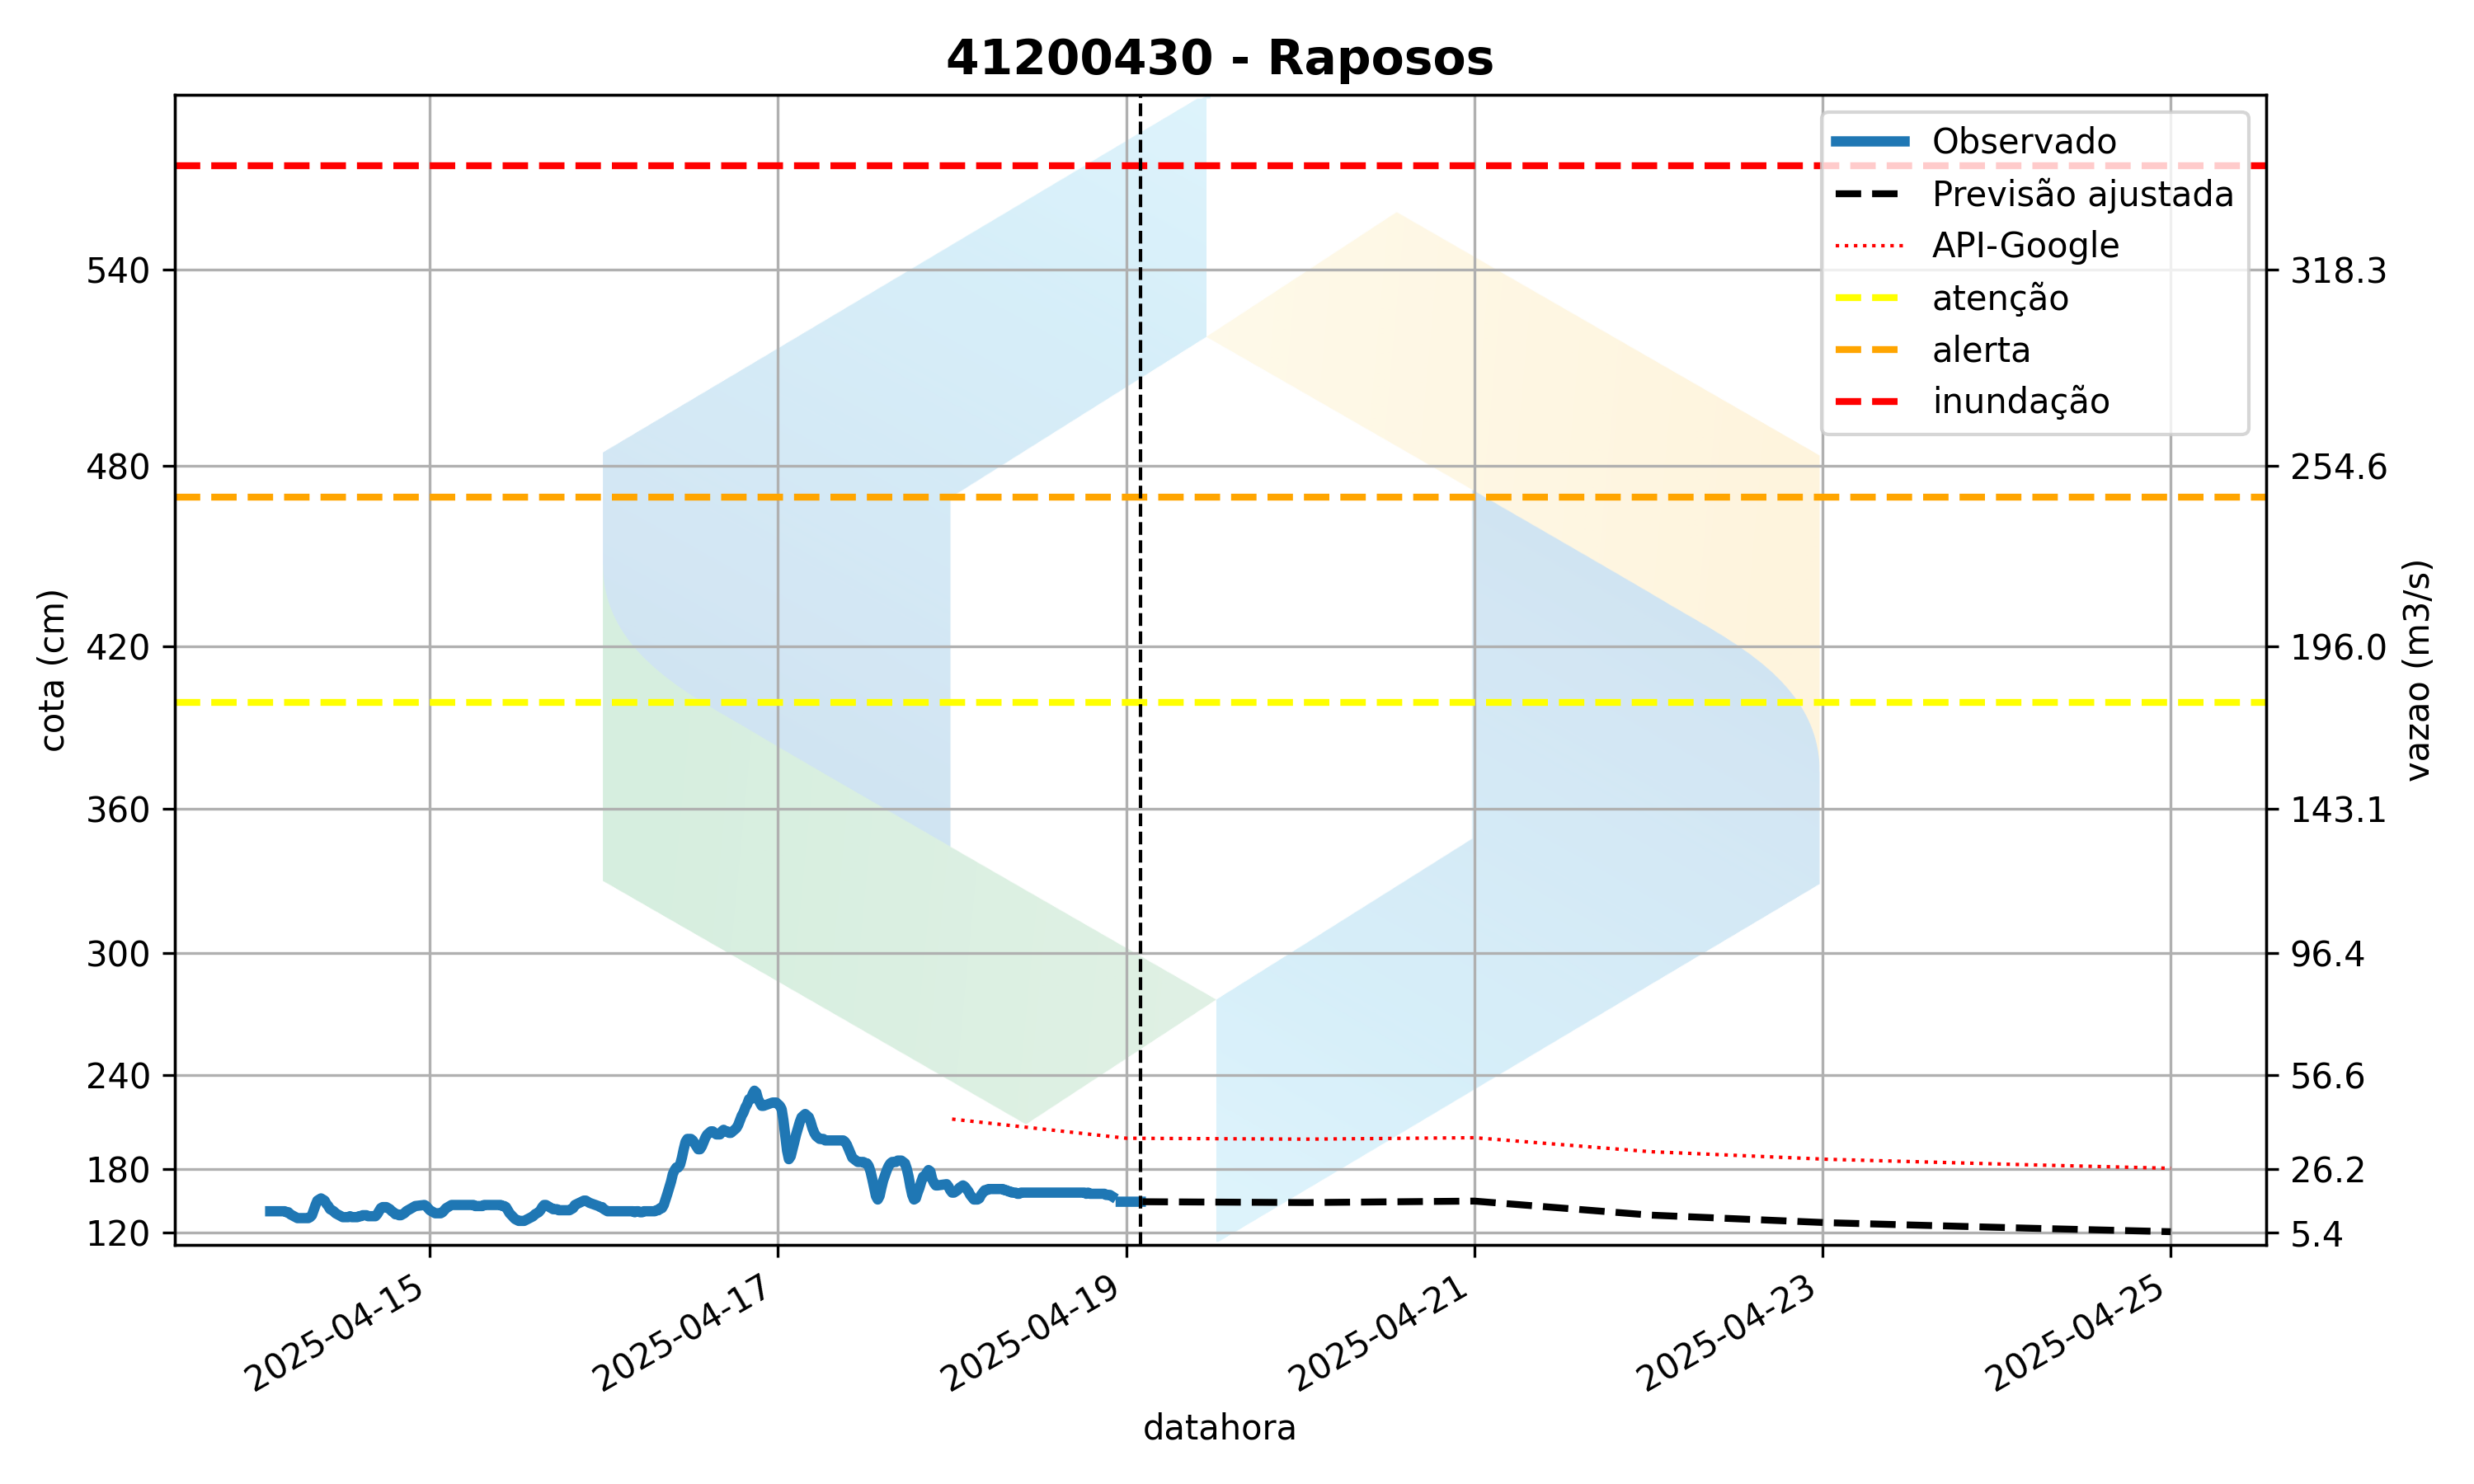 41200430 - Raposos
Observado
Previsão ajustada
API-Google
atenção
alerta
inundação
cota (cm)
540
480
420
360
300
240
180
120
318.3
254.6
196.0
143.1
96.4
56.6
26.2
5.4
vazao (m3/s)
2025-04-15
2025-04-17
2025-04-19
2025-04-21
2025-04-23
2025-04-25
datahora